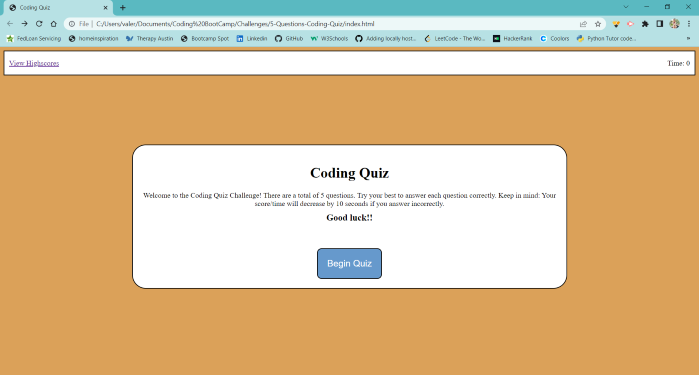 Coding Quiz
File | C:/Users/valer/Documents/Coding%20BootCamp/Challenges/5-Questions-Coding-Quiz/index.html
FedLoan Servicing homeinspiration Therapy Austin Bootcamp Spot Linkedin GitHub W3Schools Adding locally host... LeetCode - The Wo... HackerRank Coolors Python Tutor code... »
View Highscores Time: 0
Coding Quiz
Welcome to the Coding Quiz Challenge! There are a total of 5 questions. Try your best to answer each question correctly. Keep in mind: Your
score/time will decrease by 10 seconds if you answer incorrectly.
Good luck!!
Begin Quiz